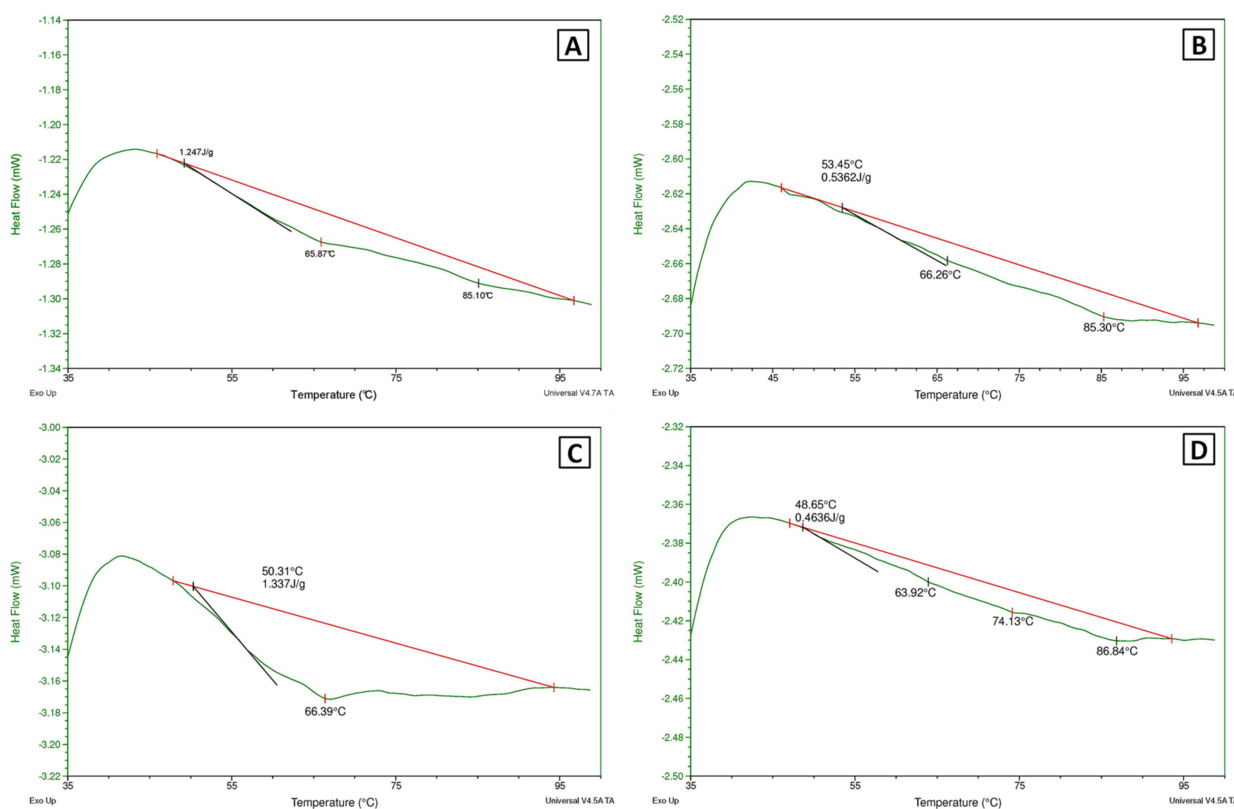 A
-1.14
-1.16
-1.18
-1.20
-1.22
-1.24
-1.26
-1.28
-1.30
-1.32
-1.34
Heat Flow (mW)
1.247J/g
65.87°C
85.10°C
35
55
75
95
Exo Up
Temperature (°C)
Universal V4.7A TA
B
-2.52
-2.54
-2.56
-2.58
-2.60
-2.62
-2.64
-2.66
-2.68
-2.70
-2.72
Heat Flow (mW)
53.45°C
0.5362J/g
66.26°C
85.30°C
35
45
55
65
75
85
95
Exo Up
Temperature (°C)
Universal V4.5A TA
C
-3.00
-3.02
-3.04
-3.06
-3.08
-3.10
-3.12
-3.14
-3.16
-3.18
-3.20
-3.22
Heat Flow (mW)
50.31°C
1.337J/g
66.39°C
35
55
75
95
Exo Up
Temperature (°C)
Universal V4.5A TA
D
-2.32
-2.34
-2.36
-2.38
-2.40
-2.42
-2.44
-2.46
-2.48
-2.50
Heat Flow (mW)
48.65°C
0.4636J/g
63.92°C
74.13°C
86.84°C
35
55
75
95
Exo Up
Temperature (°C)
Universal V4.5A TA